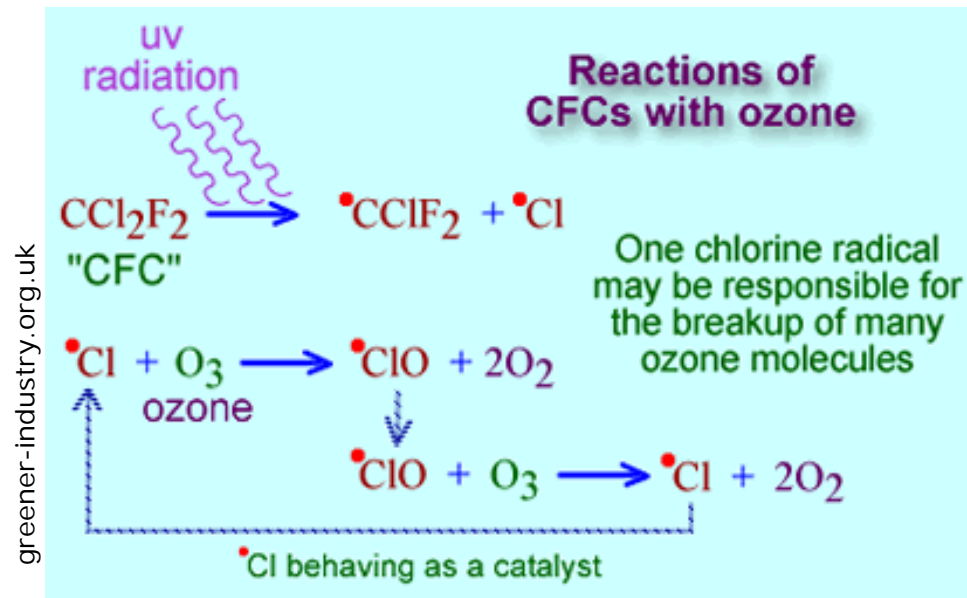 uv
radiation
Reactions of
CFCs with ozone
CCl₂F₂ •CClF₂ + •Cl
"CFC"
One chlorine radical
may be responsible for
the breakup of many
ozone molecules
•Cl + O₃ •ClO + 2O₂
ozone
•ClO + O₃ •Cl + 2O₂
•Cl behaving as a catalyst
greener-industry.org.uk